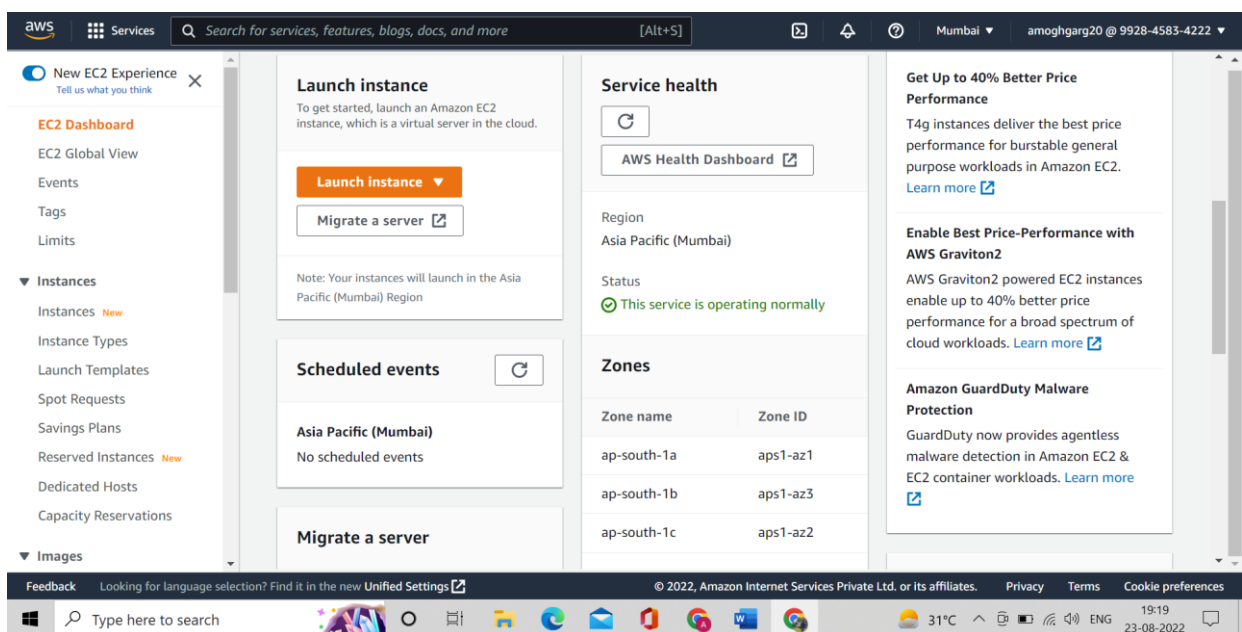 aws
Services
Search for services, features, blogs, docs, and more
[Alt+S]
Mumbai ▼
amoghgarg20 @ 9928-4583-4222 ▼
New EC2 Experience
Tell us what you think
EC2 Dashboard
EC2 Global View
Events
Tags
Limits
Instances
Instances New
Instance Types
Launch Templates
Spot Requests
Savings Plans
Reserved Instances New
Dedicated Hosts
Capacity Reservations
Images
Launch instance
To get started, launch an Amazon EC2
instance, which is a virtual server in the cloud.
Launch instance ▼
Migrate a server
Note: Your instances will launch in the Asia
Pacific (Mumbai) Region
Scheduled events
Asia Pacific (Mumbai)
No scheduled events
Migrate a server
Service health
AWS Health Dashboard
Region
Asia Pacific (Mumbai)
Status
This service is operating normally
Zones
Zone name Zone ID
ap-south-1a aps1-az1
ap-south-1b aps1-az3
ap-south-1c aps1-az2
Get Up to 40% Better Price
Performance
T4g instances deliver the best price
performance for burstable general
purpose workloads in Amazon EC2.
Learn more
Enable Best Price-Performance with
AWS Graviton2
AWS Graviton2 powered EC2 instances
enable up to 40% better price
performance for a broad spectrum of
cloud workloads. Learn more
Amazon GuardDuty Malware
Protection
GuardDuty now provides agentless
malware detection in Amazon EC2 &
EC2 container workloads. Learn more
Feedback Looking for language selection? Find it in the new Unified Settings
© 2022, Amazon Internet Services Private Ltd. or its affiliates. Privacy Terms Cookie preferences
Type here to search
31°C
ENG
19:19
23-08-2022